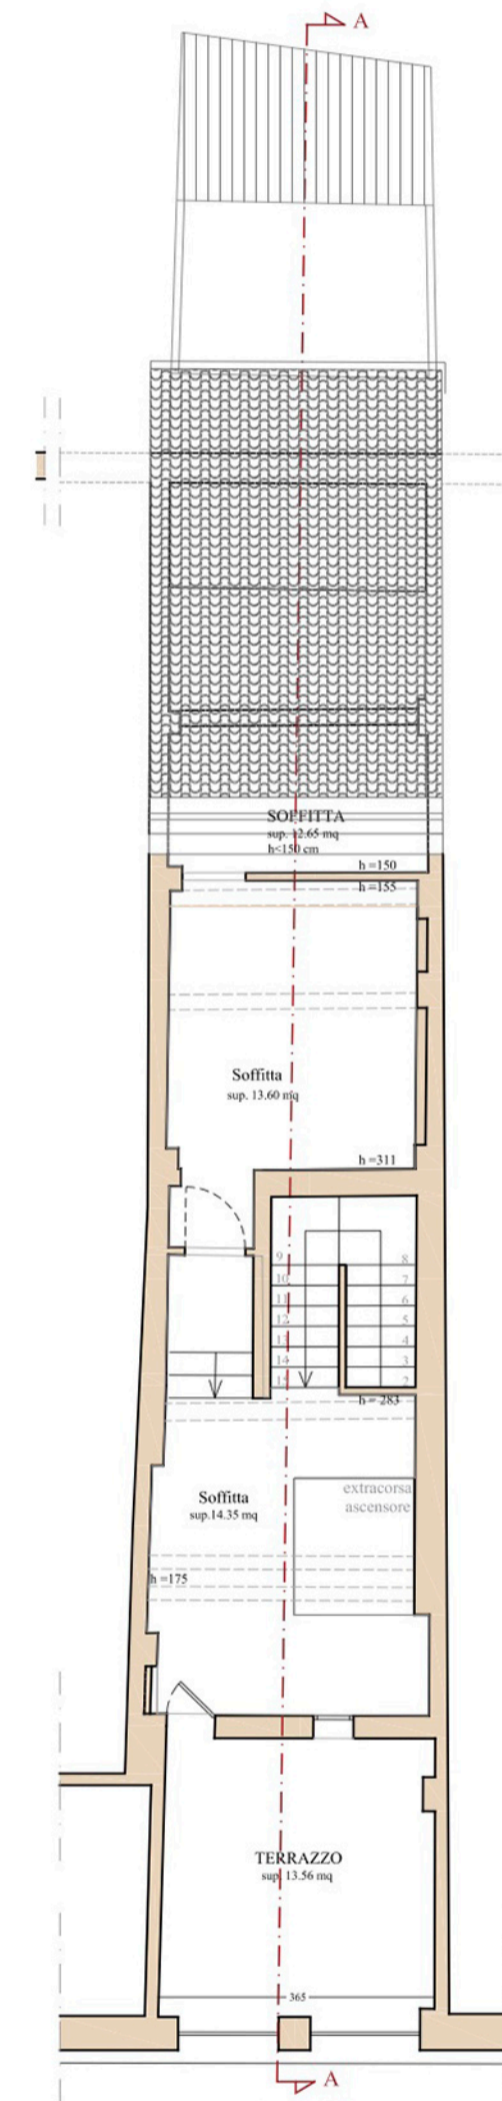 A
SOFFITTA
sup. 12.65 mq
h<150 cm
h =150
h =155
Soffitta
sup. 13.60 mq
h =311
9
8
10
7
11
6
12
5
13
4
14
3
15
2
h = 283
Soffitta
sup.14.35 mq
extracorsa
ascensore
h =175
TERRAZZO
sup. 13.56 mq
365
A